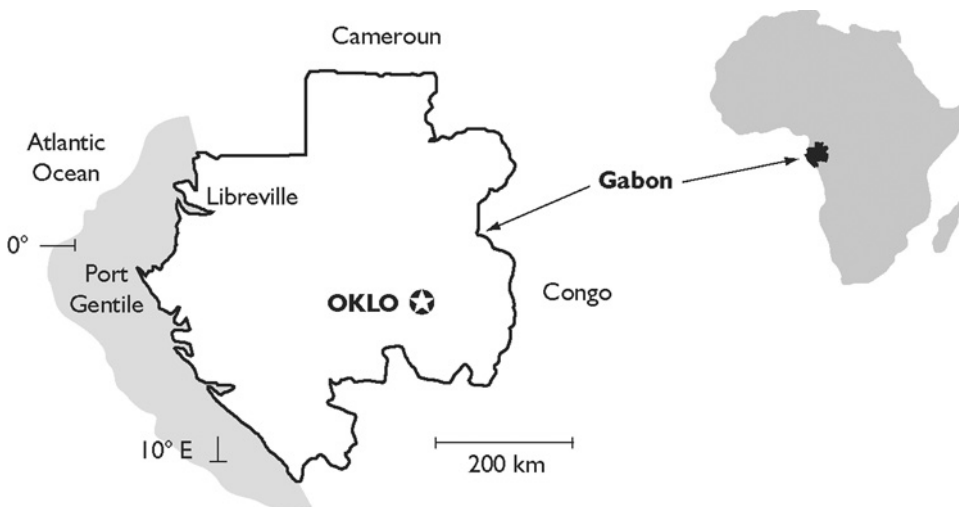 Cameroun
Atlantic
Ocean
Libreville
Gabon
0°
Port
Gentile
OKLO
Congo
10° E
200 km